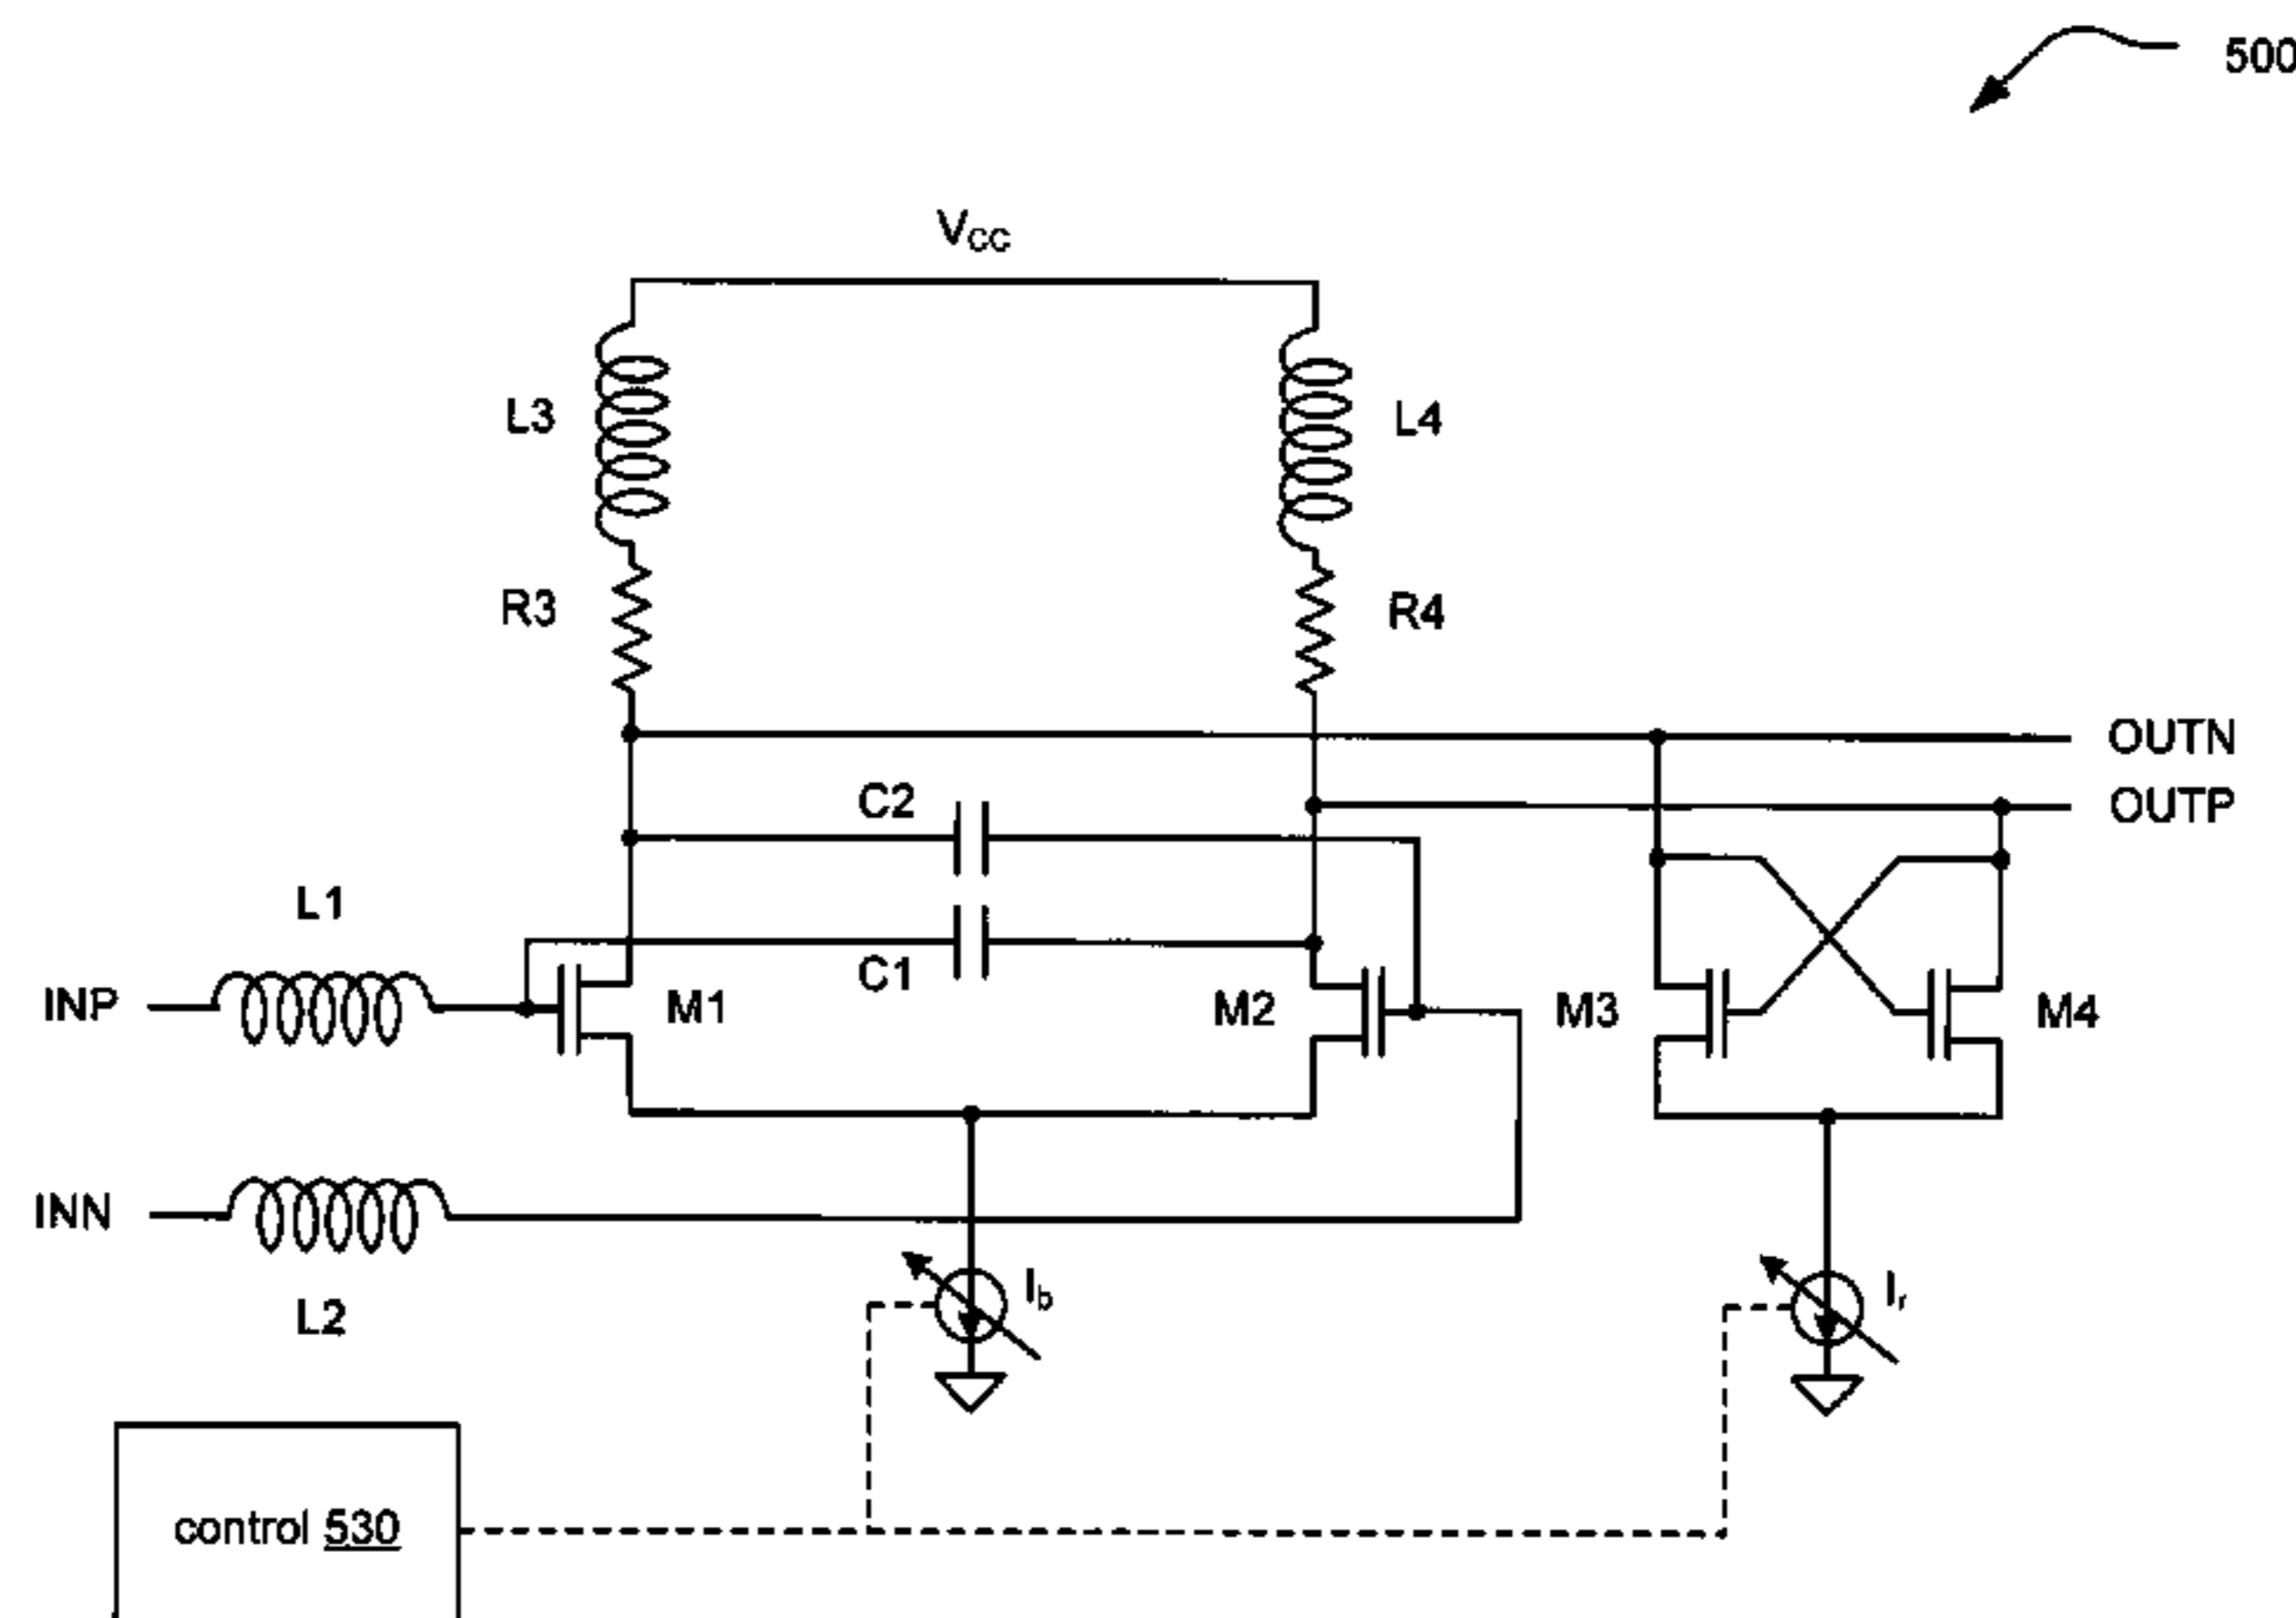 500
VCC
L3
L4
R3
R4
OUTN
C2
OUTP
L1
C1
INP
M1
M2
M3
M4
INN
Ib
Ir
L2
control 530